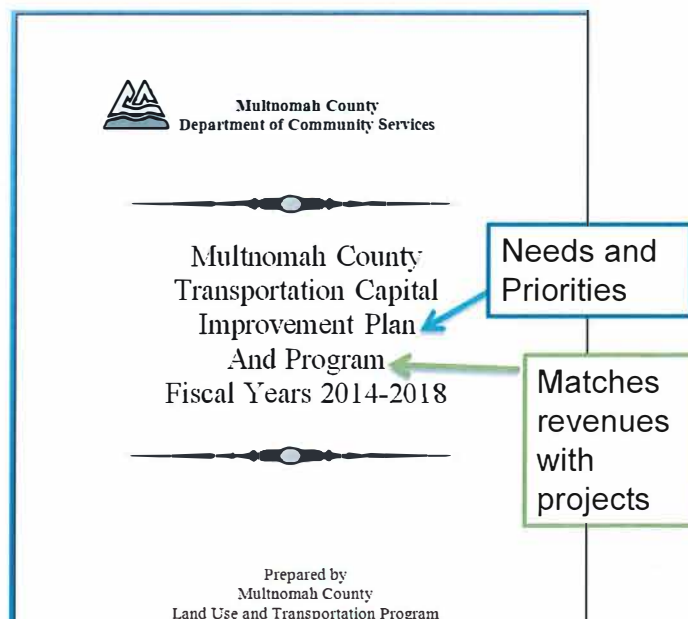 Multnomah County
Department of Community Services
Multnomah County
Transportation Capital
Improvement Plan
And Program
Fiscal Years 2014-2018
Needs and
Priorities
Matches
revenues
with
projects
Prepared by
Multnomah County
Land Use and Transportation Program